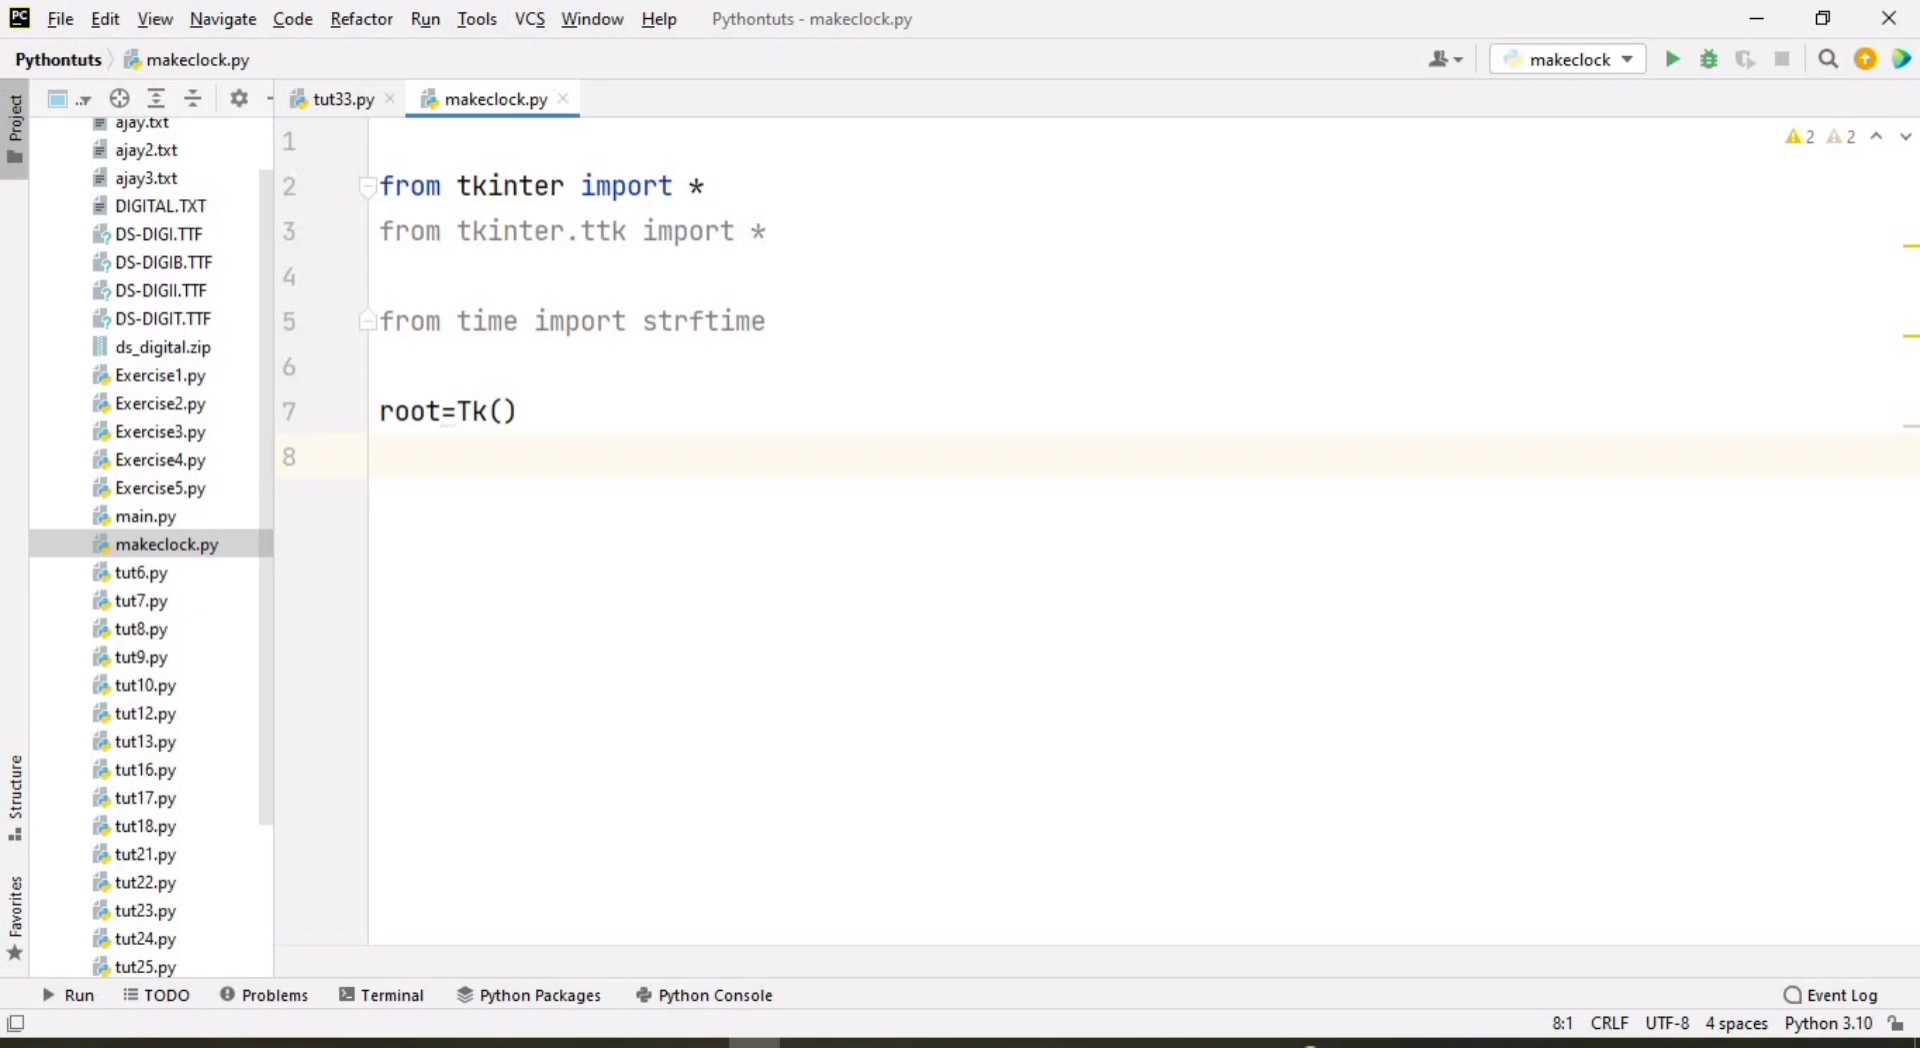 PC File Edit View Navigate Code Refactor Run Tools VCS Window Help Pythontuts - makeclock.py
Pythontuts makeclock.py makeclock
Project
.. tut33.py makeclock.py
ajay.txt
ajay2.txt
ajay3.txt
DIGITAL.TXT
DS-DIGI.TTF
DS-DIGIB.TTF
DS-DIGII.TTF
DS-DIGIT.TTF
ds_digital.zip
Exercise1.py
Exercise2.py
Exercise3.py
Exercise4.py
Exercise5.py
main.py
makeclock.py
tut6.py
tut7.py
tut8.py
tut9.py
tut10.py
tut12.py
tut13.py
tut16.py
tut17.py
tut18.py
tut21.py
tut22.py
tut23.py
tut24.py
tut25.py
Structure
Favorites
1
2 from tkinter import *
3 from tkinter.ttk import *
4
5 from time import strftime
6
7 root=Tk()
8
2 2
Run TODO Problems Terminal Python Packages Python Console Event Log
8:1 CRLF UTF-8 4 spaces Python 3.10